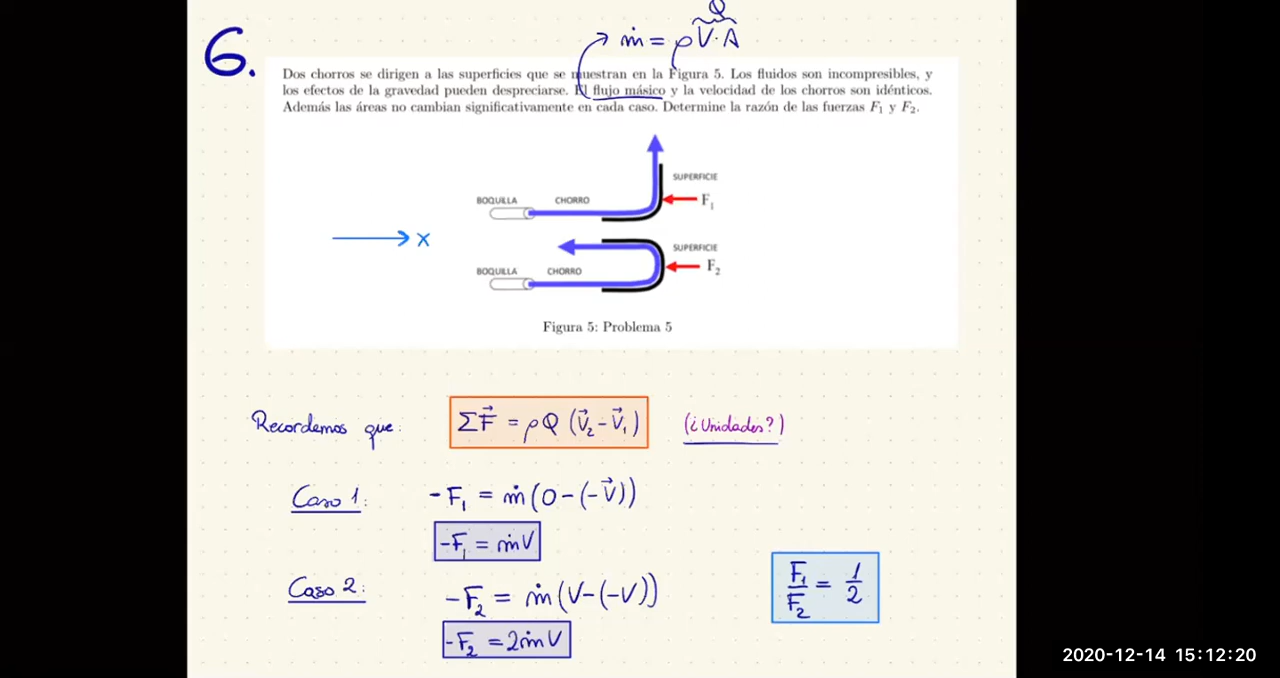 6.
ṁ = ρV·A
Q
Dos chorros se dirigen a las superficies que se muestran en la Figura 5. Los fluidos son incompresibles, y
los efectos de la gravedad pueden despreciarse. El flujo másico y la velocidad de los chorros son idénticos.
Además las áreas no cambian significativamente en cada caso. Determine la razón de las fuerzas F₁ y F₂.
SUPERFICIE
BOQUILLA CHORRO F₁
x
SUPERFICIE
BOQUILLA CHORRO F₂
Figura 5: Problema 5
Recordemos que: ΣF⃗ = ρQ (V⃗₂ - V⃗₁) (¿Unidades?)
Caso 1: -F₁ = ṁ(0-(-V⃗))
-F₁ = ṁV
Caso 2: -F₂ = ṁ(V-(-V))
-F₂ = 2ṁV
F₁/F₂ = 1/2
2020-12-14 15:12:20